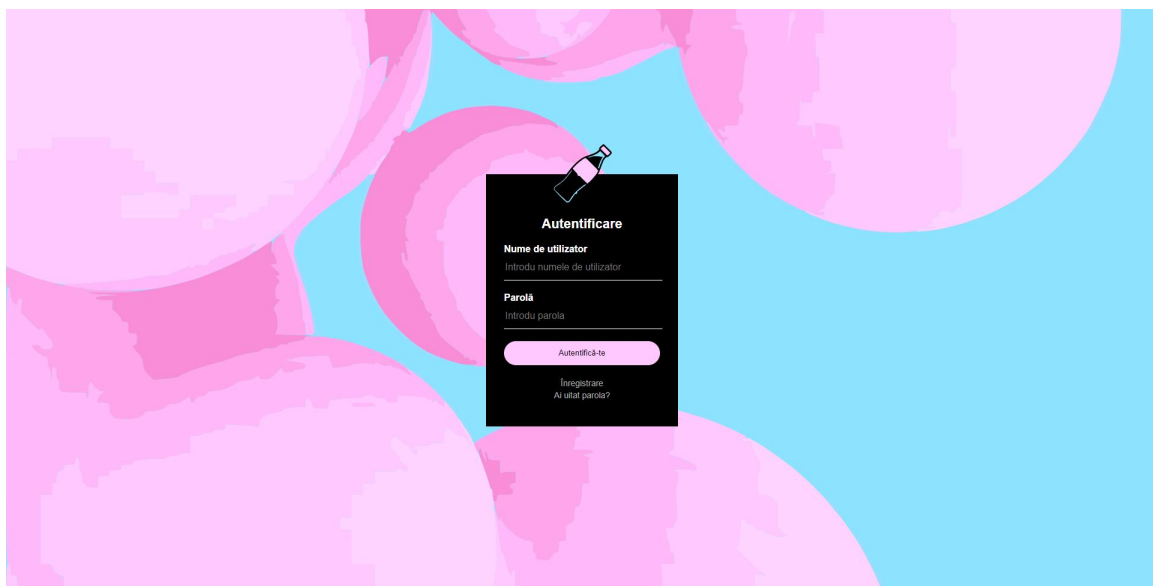 Autentificare
Nume de utilizator
Introdu numele de utilizator
Parolă
Introdu parola
Autentifică-te
Înregistrare
Ai uitat parola?